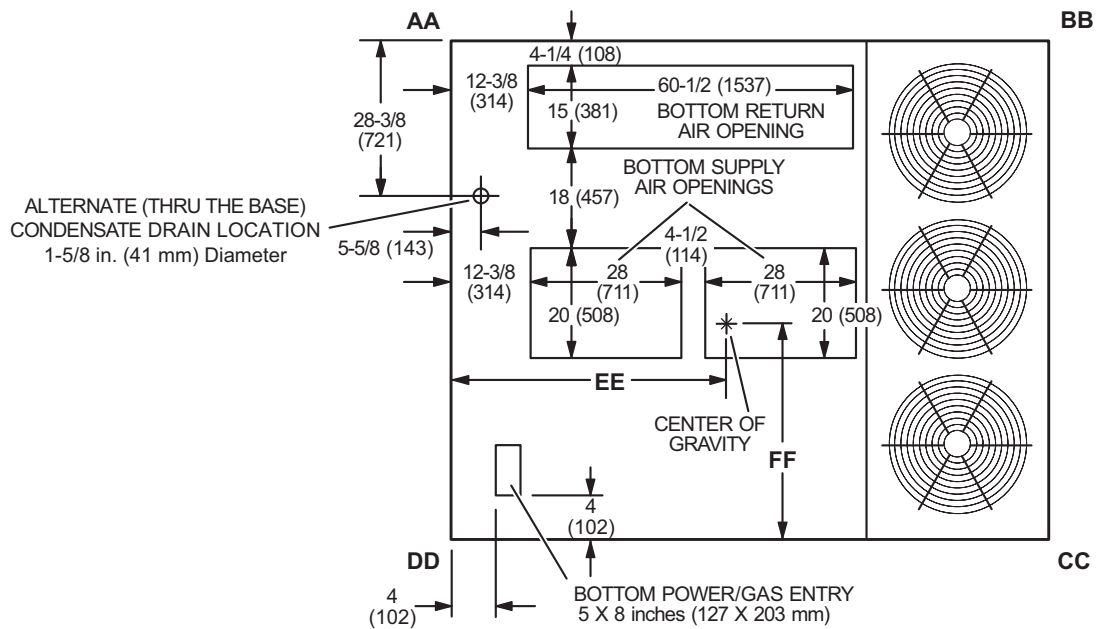 AA
BB
4-1/4 (108)
12-3/8
(314)
60-1/2 (1537)
15 (381)
BOTTOM RETURN
AIR OPENING
28-3/8
(721)
BOTTOM SUPPLY
AIR OPENINGS
18 (457)
ALTERNATE (THRU THE BASE)
CONDENSATE DRAIN LOCATION
1-5/8 in. (41 mm) Diameter
5-5/8 (143)
4-1/2
(114)
12-3/8
(314)
28
(711)
28
(711)
20 (508)
20 (508)
EE
CENTER OF
GRAVITY
FF
4
(102)
DD
CC
BOTTOM POWER/GAS ENTRY
5 X 8 inches (127 X 203 mm)
4
(102)